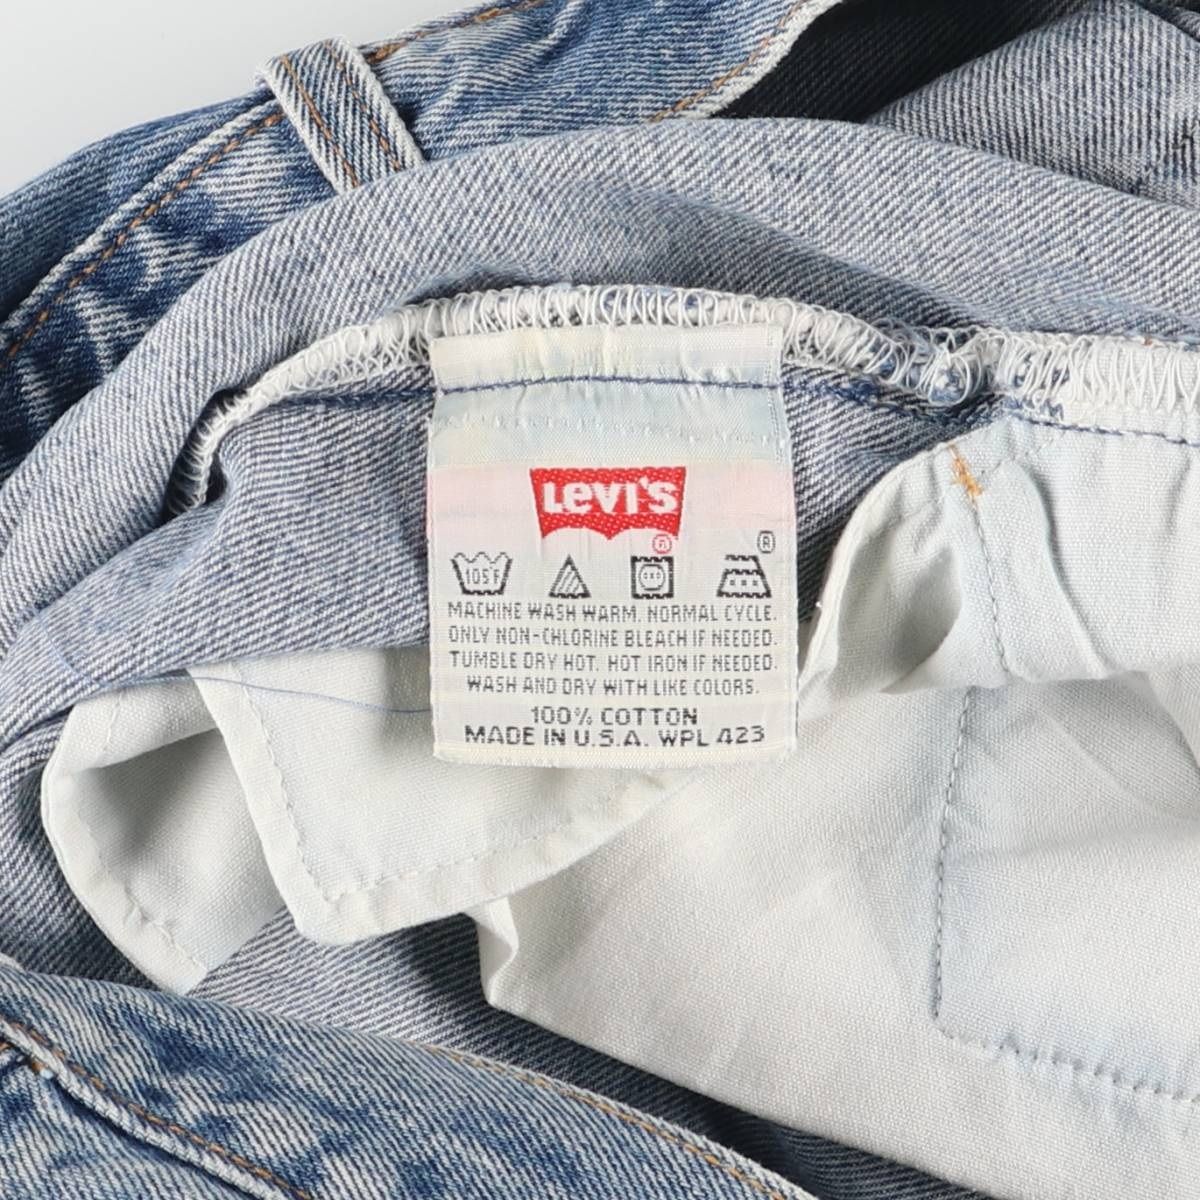 LEVI'S
®
®
105°F
MACHINE WASH WARM. NORMAL CYCLE.
ONLY NON-CHLORINE BLEACH IF NEEDED.
TUMBLE DRY HOT. HOT IRON IF NEEDED.
WASH AND DRY WITH LIKE COLORS.
100% COTTON
MADE IN U.S.A. WPL 423